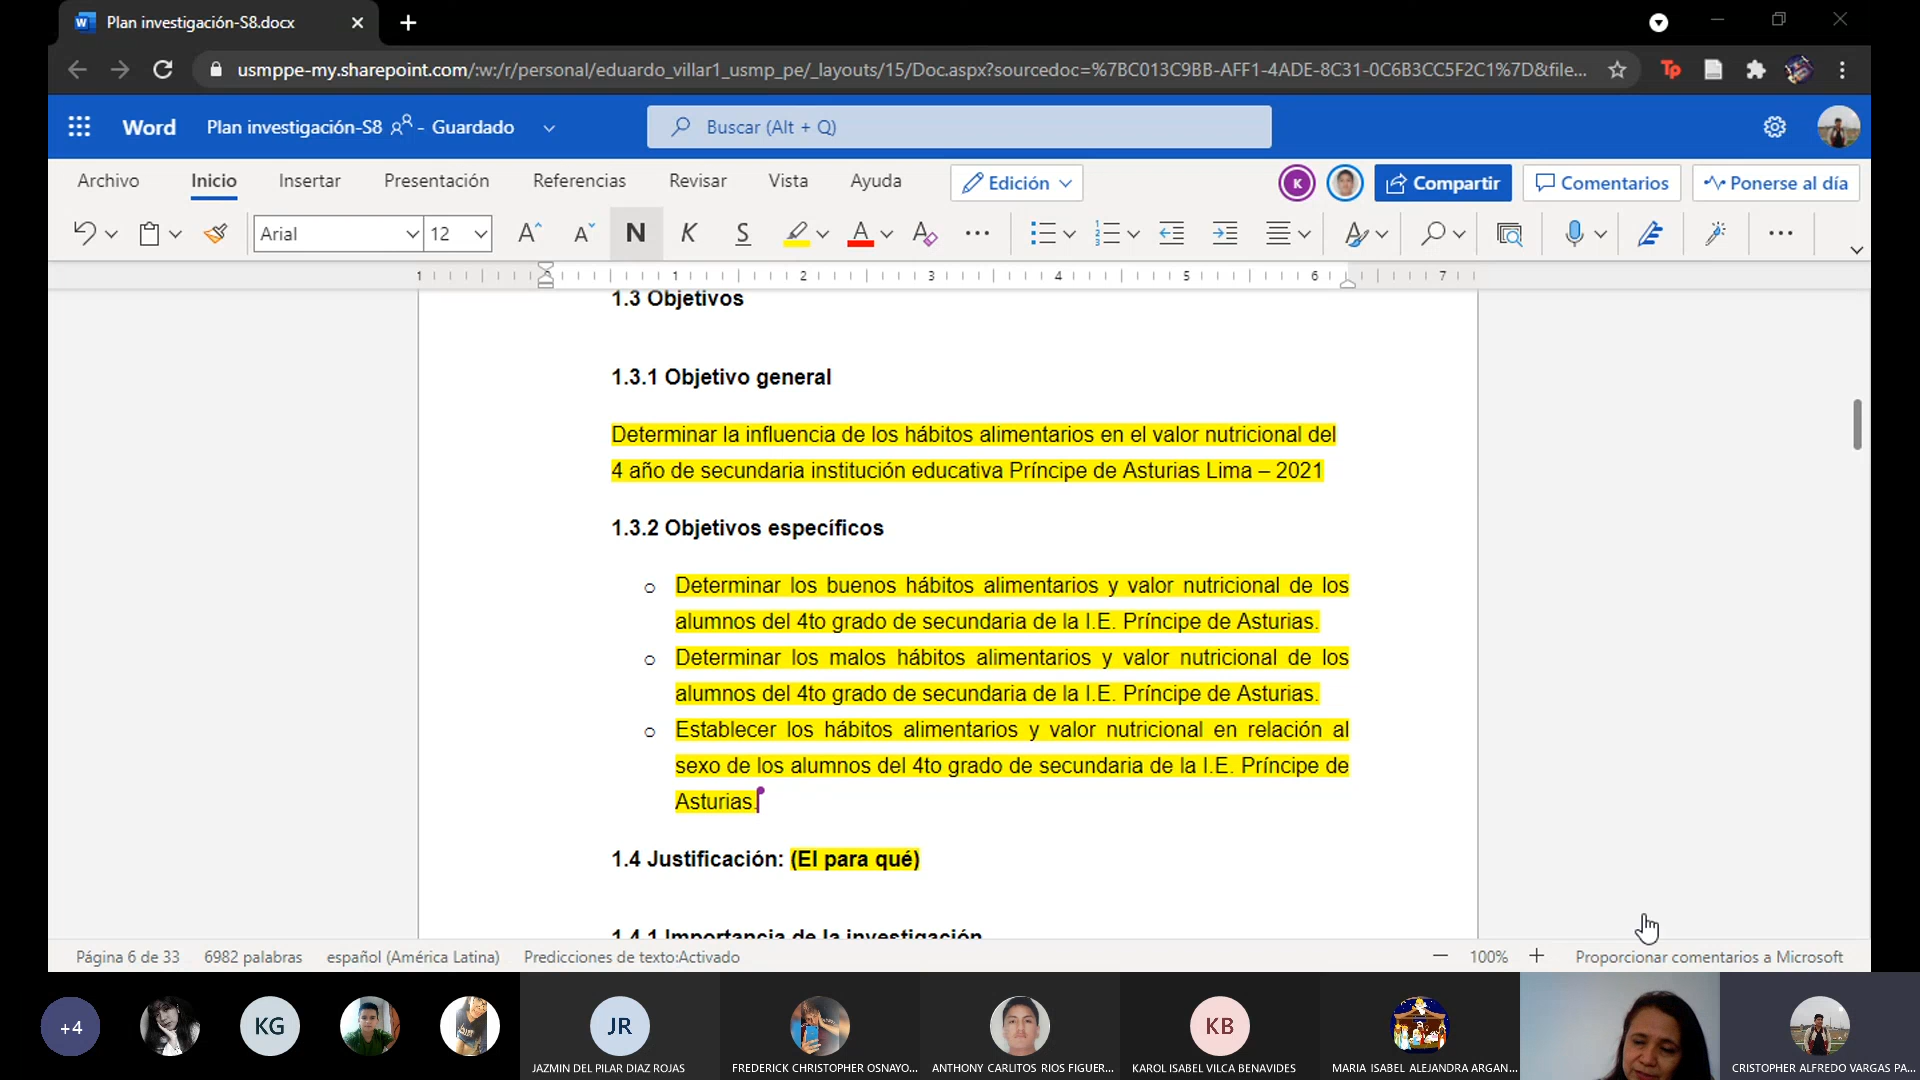 Plan investigación-S8.docx
usmppe-my.sharepoint.com/:w:/r/personal/eduardo_villar1_usmp_pe/_layouts/15/Doc.aspx?sourcedoc=%7BC013C9BB-AFF1-4ADE-8C31-0C6B3CC5F2C1%7D&file...
Word Plan investigación-S8 - Guardado
Buscar (Alt + Q)
Archivo Inicio Insertar Presentación Referencias Revisar Vista Ayuda Edición K Compartir Comentarios Ponerse al día
Arial 12 N K S
1 1 2 3 4 5 6 7
1.3 Objetivos
1.3.1 Objetivo general
Determinar la influencia de los hábitos alimentarios en el valor nutricional del
4 año de secundaria institución educativa Príncipe de Asturias Lima – 2021
1.3.2 Objetivos específicos
o Determinar los buenos hábitos alimentarios y valor nutricional de los
alumnos del 4to grado de secundaria de la I.E. Príncipe de Asturias.
o Determinar los malos hábitos alimentarios y valor nutricional de los
alumnos del 4to grado de secundaria de la I.E. Príncipe de Asturias.
o Establecer los hábitos alimentarios y valor nutricional en relación al
sexo de los alumnos del 4to grado de secundaria de la I.E. Príncipe de
Asturias.
1.4 Justificación: (El para qué)
1.4.1 Importancia de la investigación
Página 6 de 33 6982 palabras español (América Latina) Predicciones de texto:Activado 100% Proporcionar comentarios a Microsoft
+4 KG JR KB
JAZMIN DEL PILAR DIAZ ROJAS FREDERICK CHRISTOPHER OSNAYO... ANTHONY CARLITOS RIOS FIGUER... KAROL ISABEL VILCA BENAVIDES MARIA ISABEL ALEJANDRA ARGAN... CRISTOPHER ALFREDO VARGAS PA...